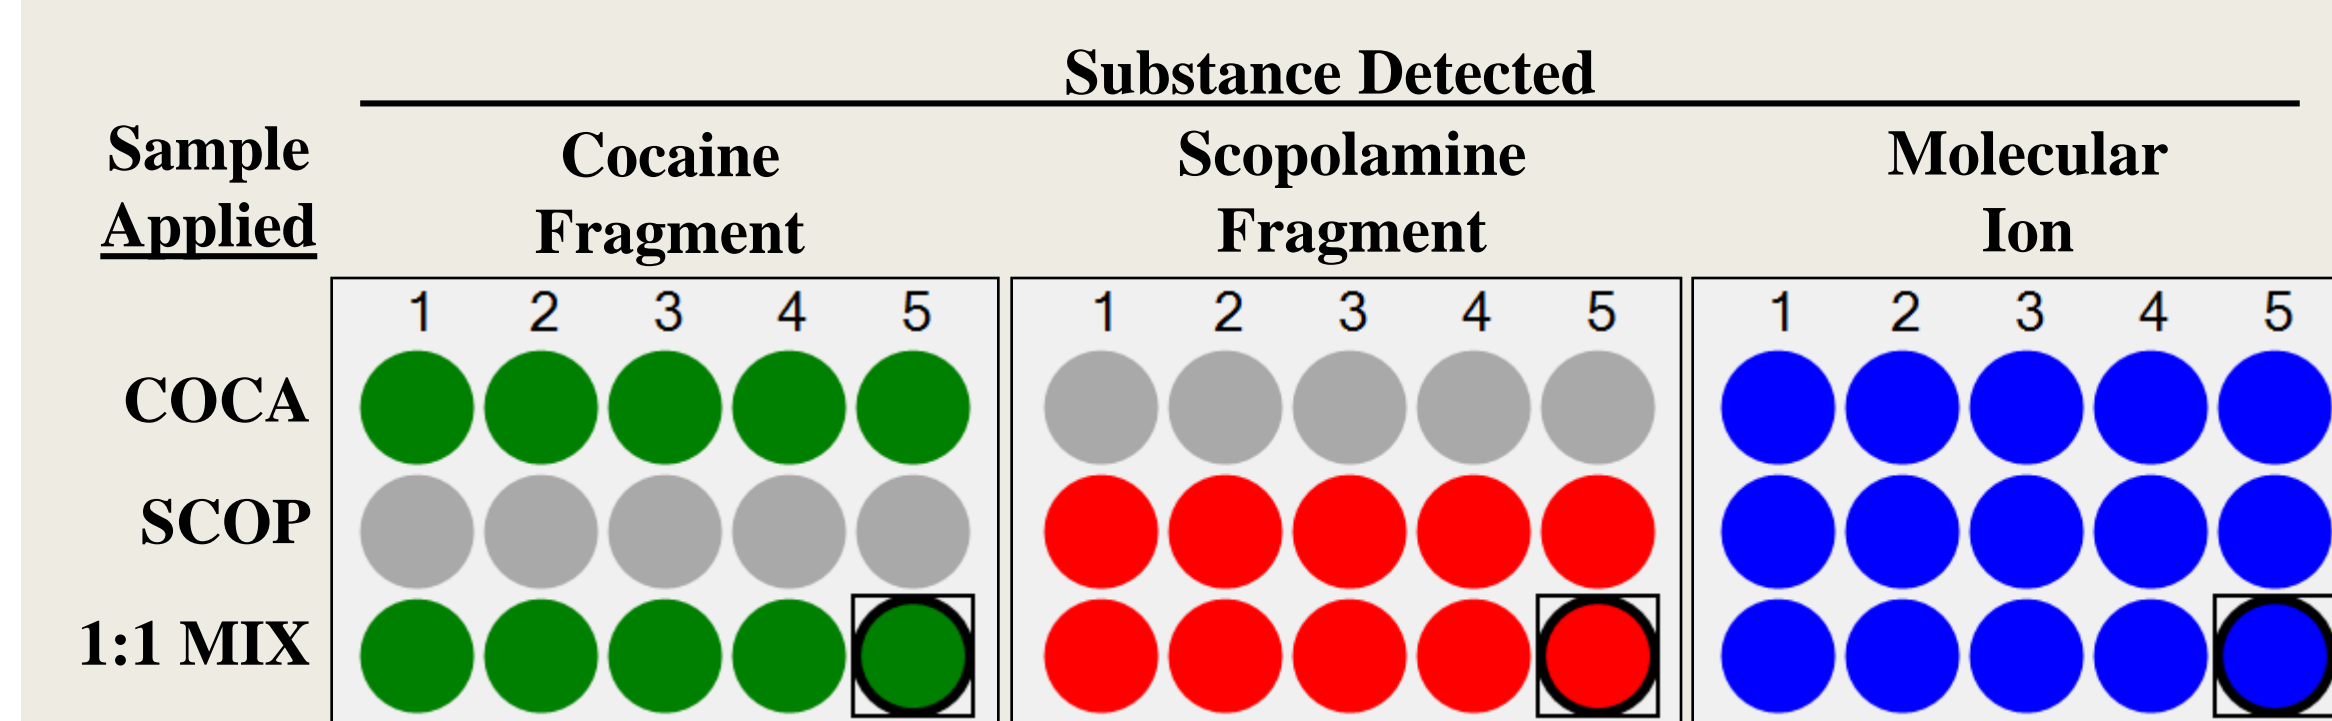 Substance Detected
Sample
Applied
Cocaine
Fragment
Scopolamine
Fragment
Molecular
Ion
1 2 3 4 5 1 2 3 4 5 1 2 3 4 5
COCA
SCOP
1:1 MIX